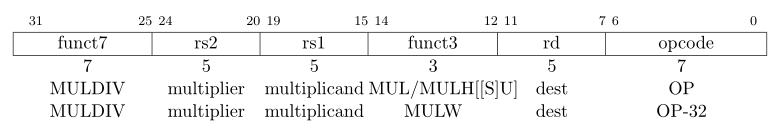 31 25 24 20 19 15 14 12 11 7 6 0
funct7 rs2 rs1 funct3 rd opcode
7 5 5 3 5 7
MULDIV multiplier multiplicand MUL/MULH[[S]U] dest OP
MULDIV multiplier multiplicand MULW dest OP-32